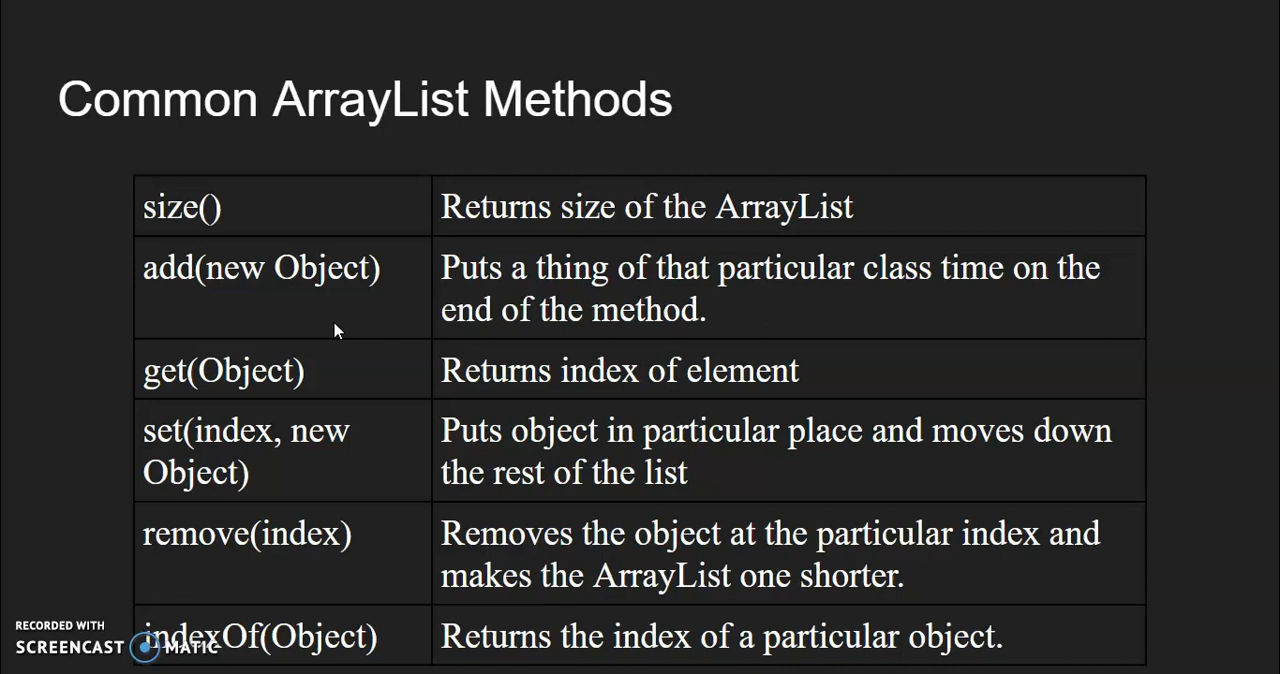 Common ArrayList Methods
size()
Returns size of the ArrayList
add(new Object)
Puts a thing of that particular class time on the
end of the method.
get(Object)
Returns index of element
set(index, new
Object)
Puts object in particular place and moves down
the rest of the list
remove(index)
Removes the object at the particular index and
makes the ArrayList one shorter.
indexOf(Object)
Returns the index of a particular object.
RECORDED WITH
SCREENCAST MATIC